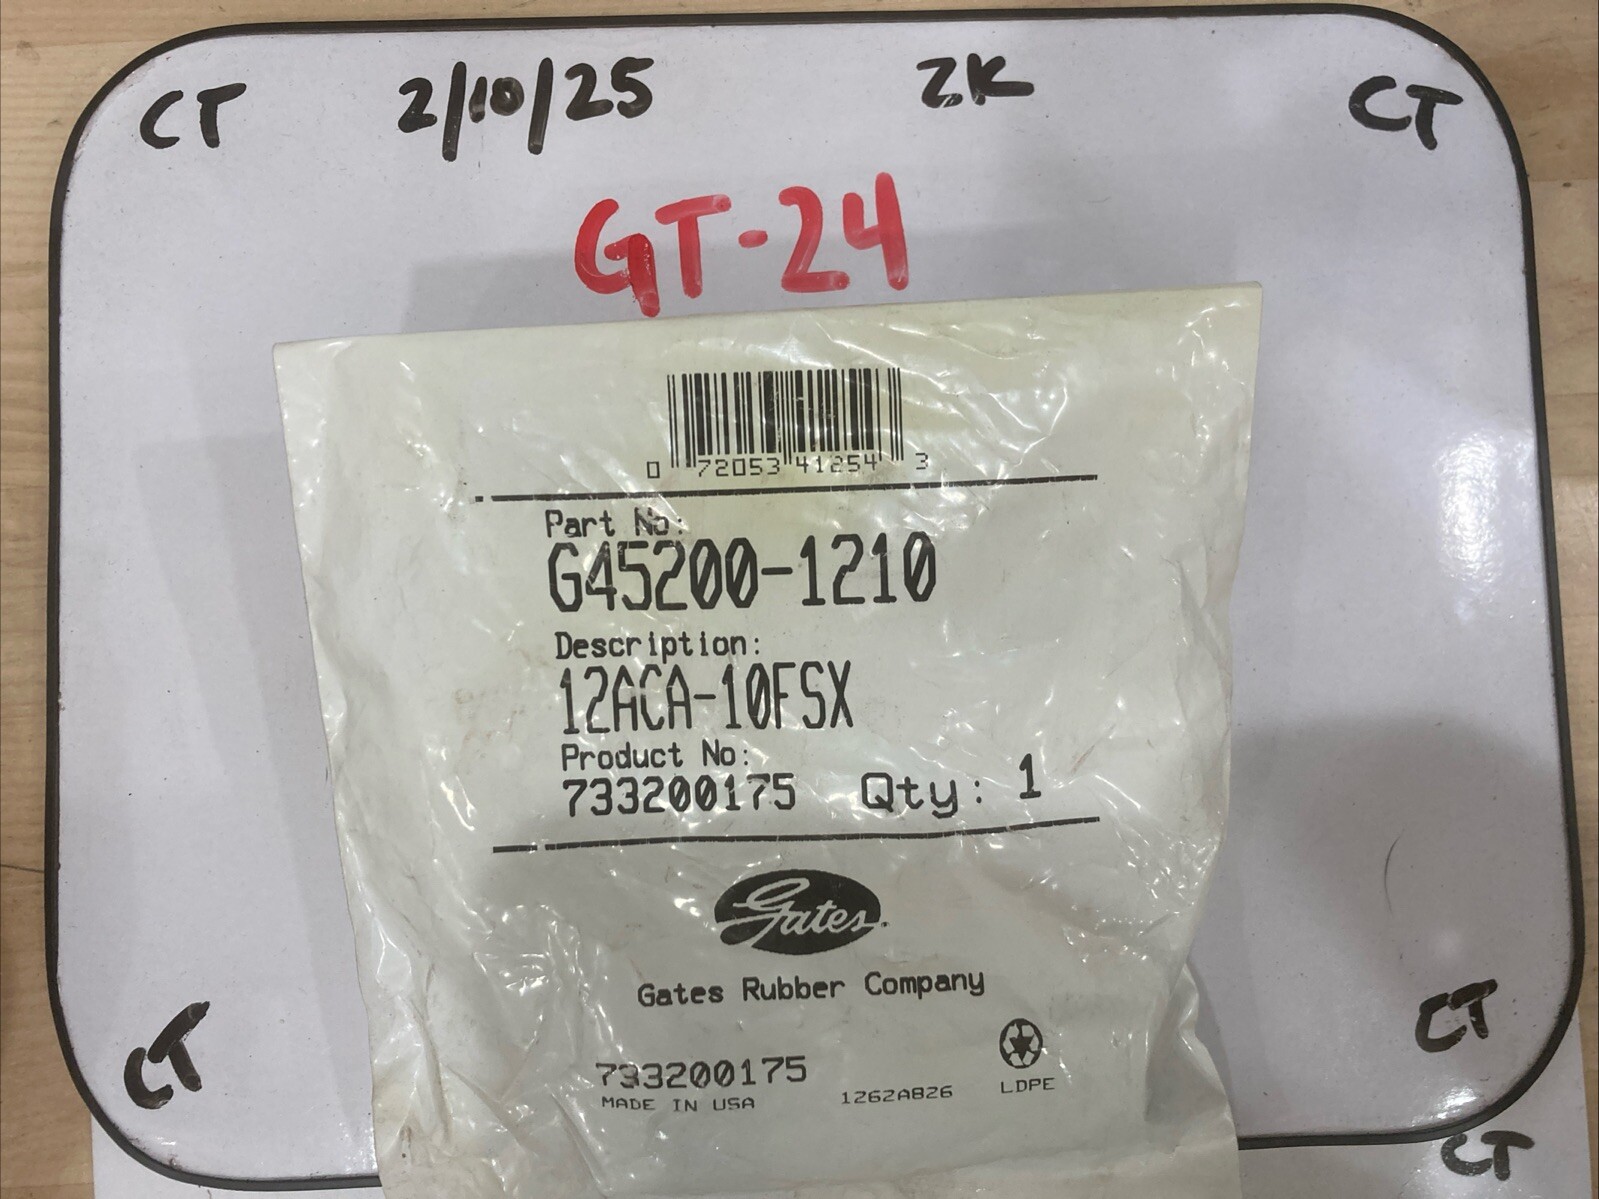 CT 2/10/25 ZK CT
GT-24
0 72053 41254 3
Part No:
G45200-1210
Description:
12ACA-10FSX
Product No:
733200175 Qty: 1
Gates
Gates Rubber Company
733200175
MADE IN USA 1262A826 LDPE
CT CT
CT